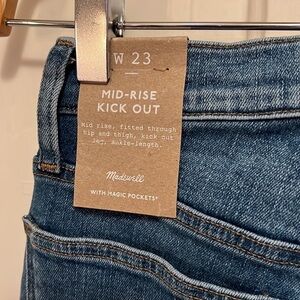 W 23
MID-RISE
KICK OUT
Mid rise, fitted through
hip and thigh, kick-out
leg, ankle-length.
Madewell
WITH MAGIC POCKETS